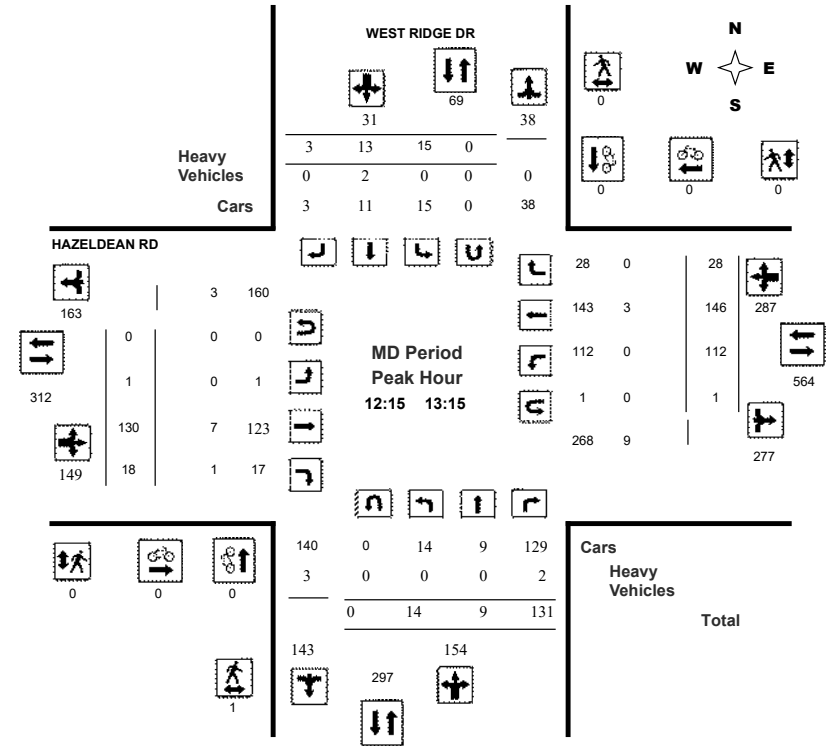 WEST RIDGE DR
N
W E
S
69
0
31 38
3 13 15 0
Heavy
Vehicles
0 2 0 0 0
Cars
3 11 15 0 38
0 0 0
HAZELDEAN RD
163
3 160
28 0 28
143 3 146 287
0 0 0
112 0 112
312
1 0 1
MD Period
Peak Hour
12:15 13:15
564
1 0 1
130 7 123
268 9
277
149
18 1 17
140 0 14 9 129 Cars
3 0 0 0 2 Heavy
Vehicles
0 14 9 131 Total
0 0 0
143 154
297
1